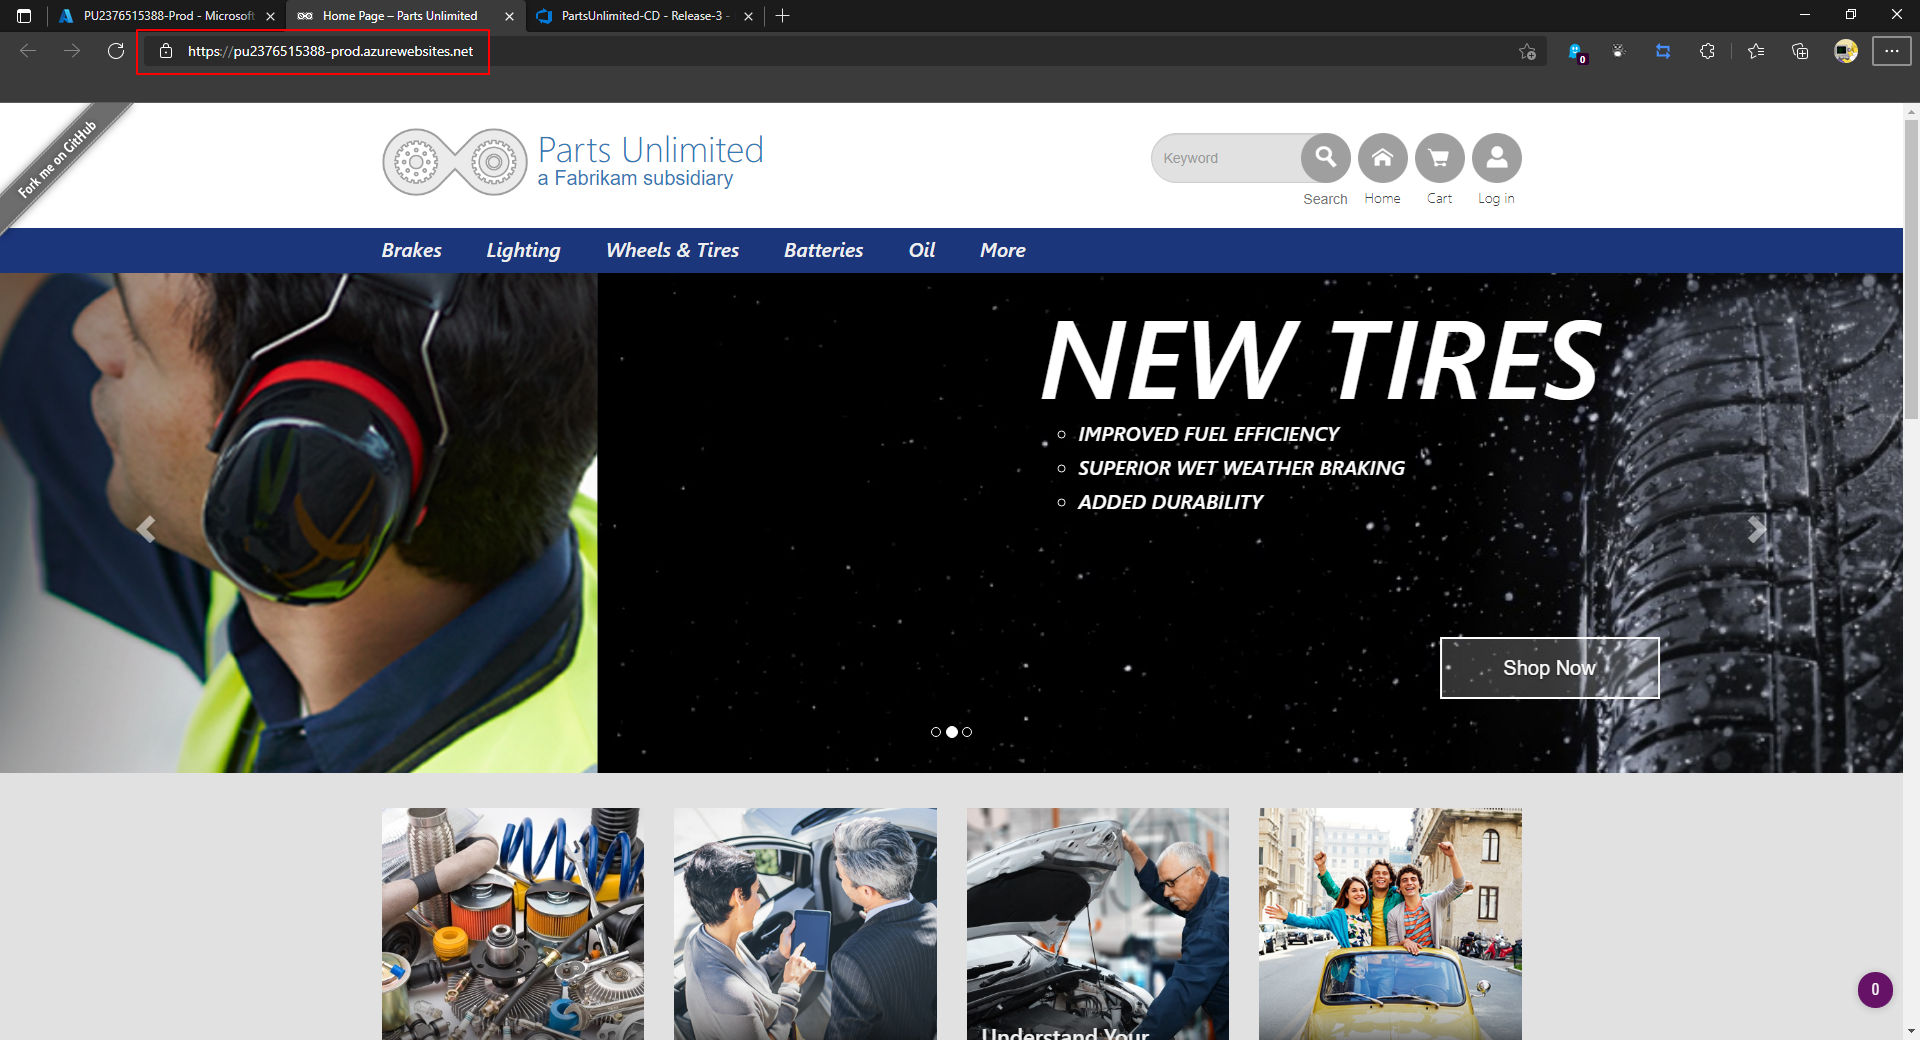 PU2376515388-Prod - Microsoft
Home Page – Parts Unlimited
PartsUnlimited-CD - Release-3 -
https://pu2376515388-prod.azurewebsites.net
0
Fork me on GitHub
Parts Unlimited
a Fabrikam subsidiary
Keyword
Search
Home
Cart
Log in
Brakes
Lighting
Wheels & Tires
Batteries
Oil
More
NEW TIRES
IMPROVED FUEL EFFICIENCY
SUPERIOR WET WEATHER BRAKING
ADDED DURABILITY
Shop Now
Understand Your
0